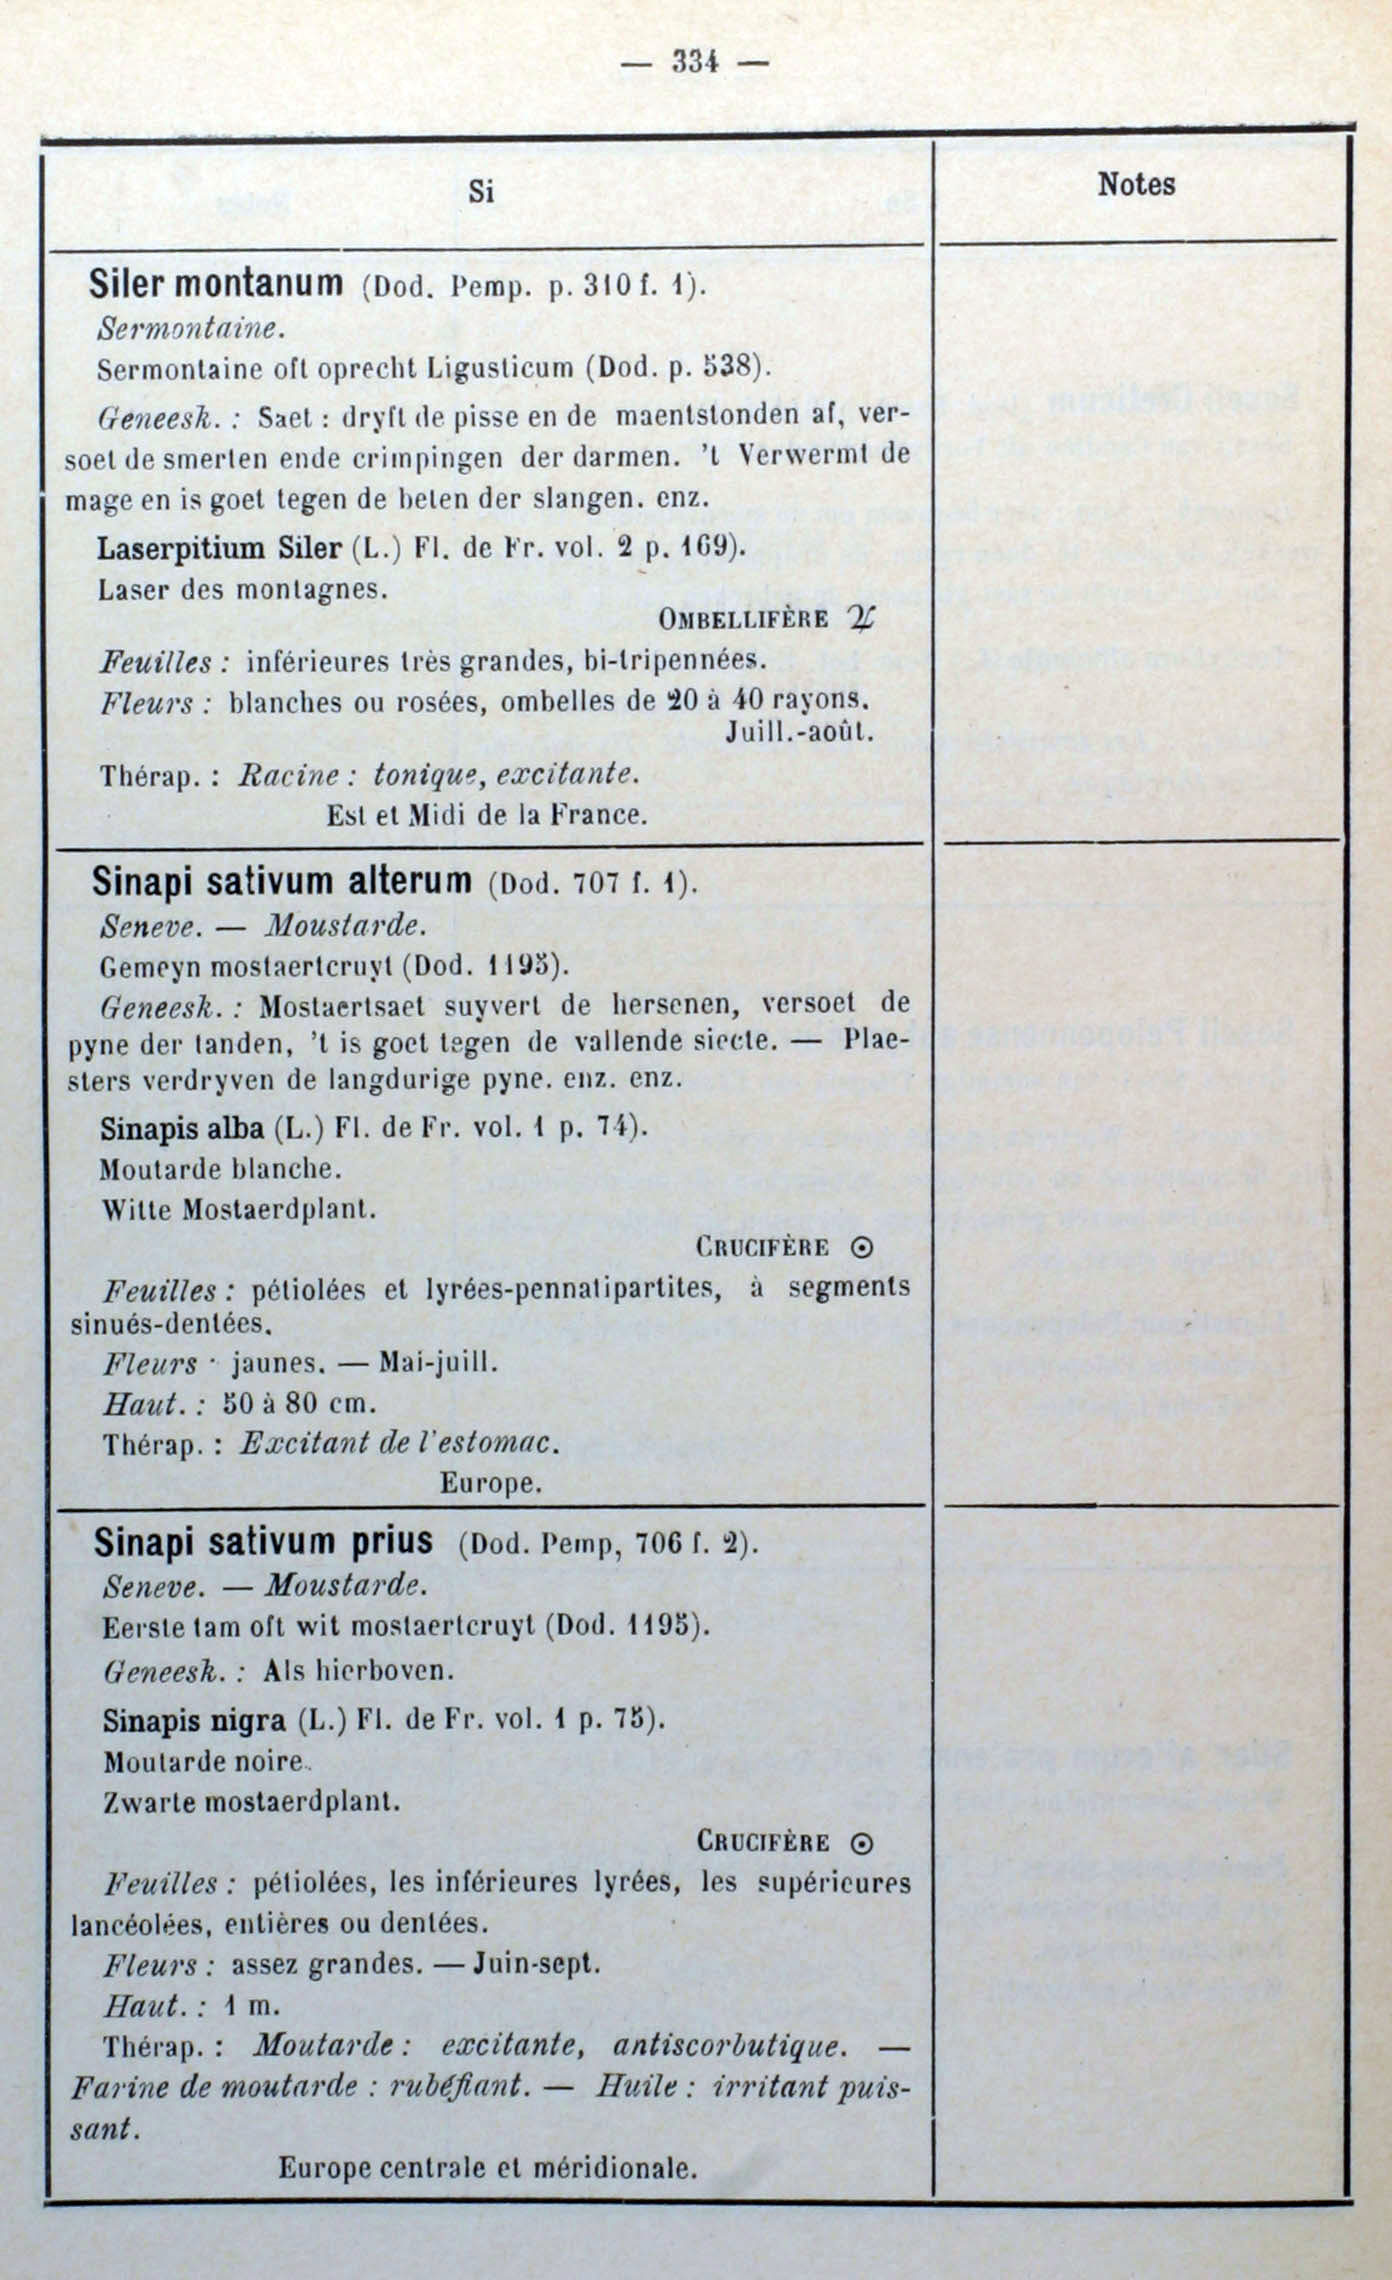 — 334 —
Si
Notes
Siler montanum (Dod. Pemp. p. 310 f. 1).
Sermontaine.
Sermontaine oft oprecht Ligusticum (Dod. p. 538).
Geneesk. : Saet : dryft de pisse en de maentstonden af, ver-
soet de smerten ende crimpingen der darmen. 't Verwermt de
mage en is goet tegen de beten der slangen. enz.
Laserpitium Siler (L.) Fl. de Fr. vol. 2 p. 169).
Laser des montagnes.
OMBELLIFÈRE ♃
Feuilles : inférieures très grandes, bi-tripennées.
Fleurs : blanches ou rosées, ombelles de 20 à 40 rayons.
Juill.-août.
Thérap. : Racine : tonique, excitante.
Est et Midi de la France.
Sinapi sativum alterum (Dod. 707 f. 1).
Seneve. — Moustarde.
Gemeyn mostaertcruyt (Dod. 1195).
Geneesk. : Mostaertsaet suyvert de hersenen, versoet de
pyne der tanden, 't is goet tegen de vallende siecte. — Plae-
sters verdryven de langdurige pyne. enz. enz.
Sinapis alba (L.) Fl. de Fr. vol. 1 p. 74).
Moutarde blanche.
Witte Mostaerdplant.
CRUCIFÈRE ⊙
Feuilles : pétiolées et lyrées-pennatipartites, à segments
sinués-dentées.
Fleurs · jaunes. — Mai-juill.
Haut. : 50 à 80 cm.
Thérap. : Excitant de l'estomac.
Europe.
Sinapi sativum prius (Dod. Pemp, 706 f. 2).
Seneve. — Moustarde.
Eerste tam oft wit mostaertcruyt (Dod. 1195).
Geneesk. : Als hierboven.
Sinapis nigra (L.) Fl. de Fr. vol. 1 p. 75).
Moutarde noire.
Zwarte mostaerdplant.
CRUCIFÈRE ⊙
Feuilles : pétiolées, les inférieures lyrées, les supérieures
lancéolées, entières ou dentées.
Fleurs : assez grandes. — Juin-sept.
Haut. : 1 m.
Thérap. : Moutarde : excitante, antiscorbutique. —
Farine de moutarde : rubéfiant. — Huile : irritant puis-
sant.
Europe centrale et méridionale.